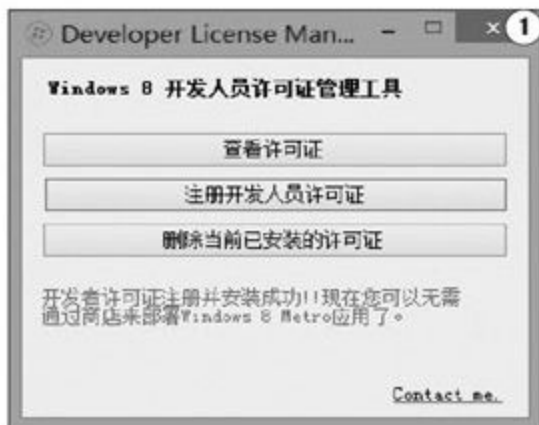 Developer License Man...
1
Windows 8 开发人员许可证管理工具
查看许可证
注册开发人员许可证
删除当前已安装的许可证
开发者许可证注册并安装成功!!现在您可以无需
通过商店来部署Windows 8 Metro应用了。
Contact me.